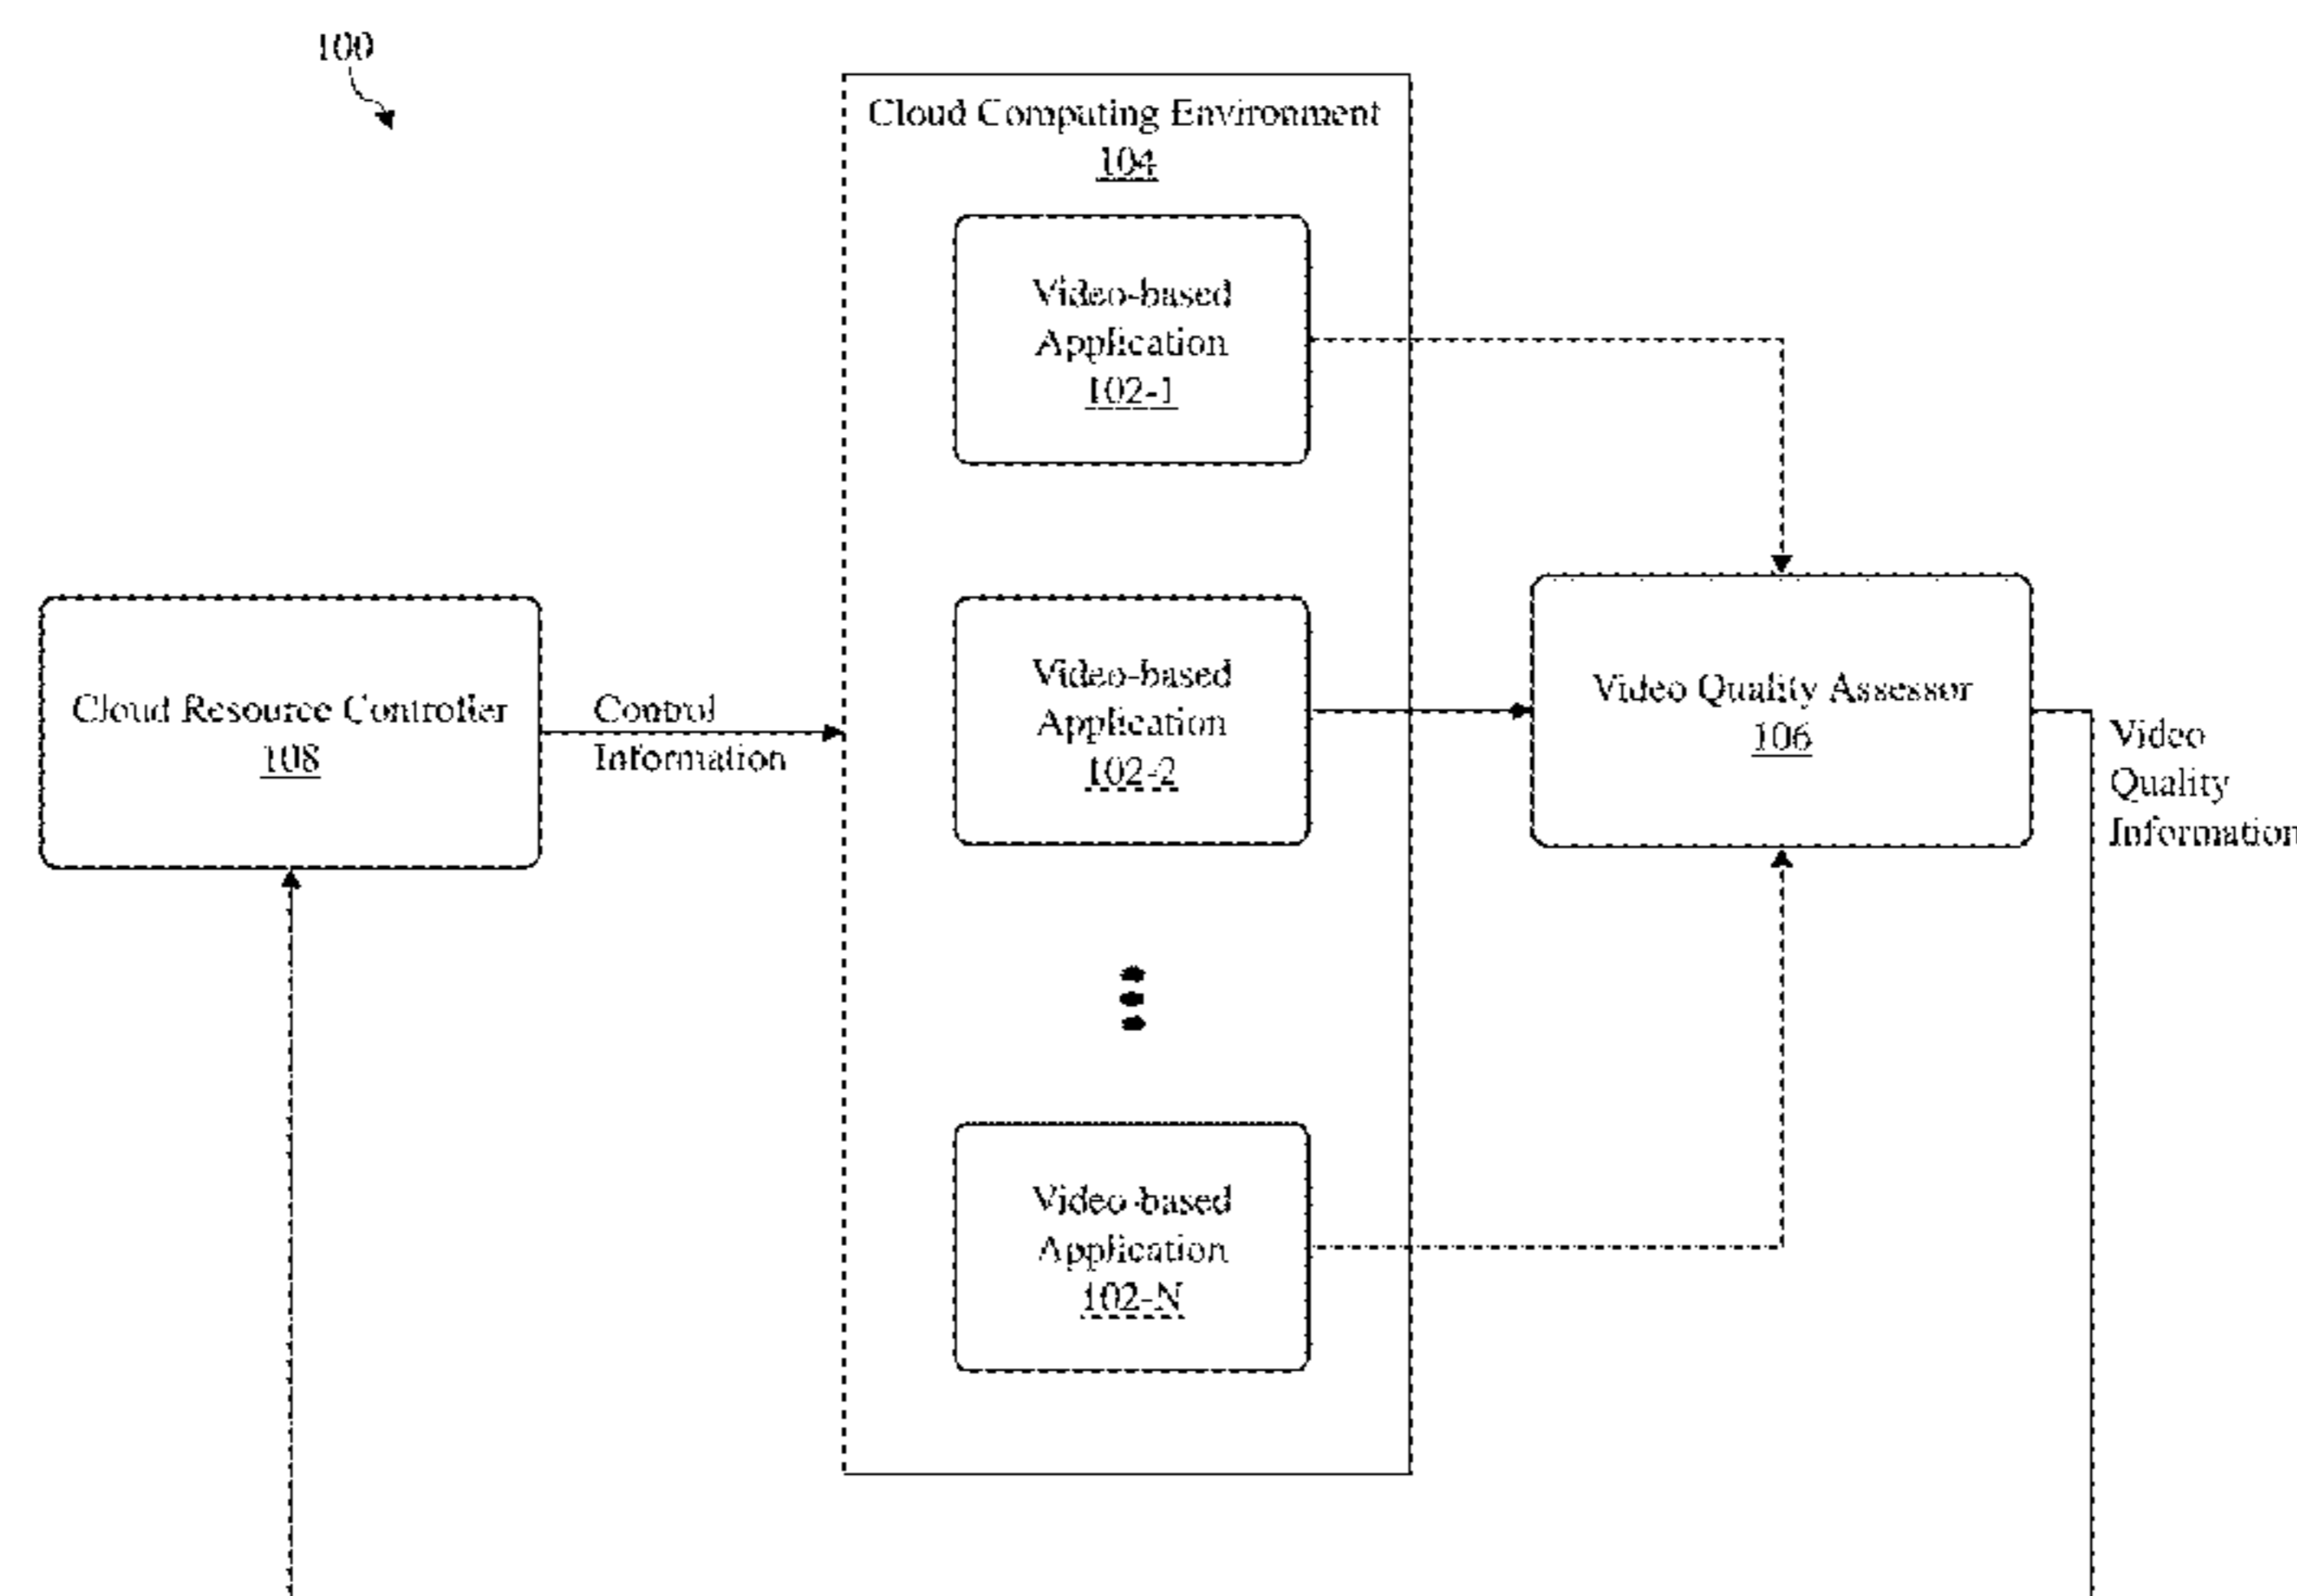 100
Cloud Computing Environment
104
Video-based
Application
102-1
Video-based
Application
102-2
Video-based
Application
102-N
Cloud Resource Controller
108
Control
Information
Video Quality Assessor
106
Video
Quality
Information